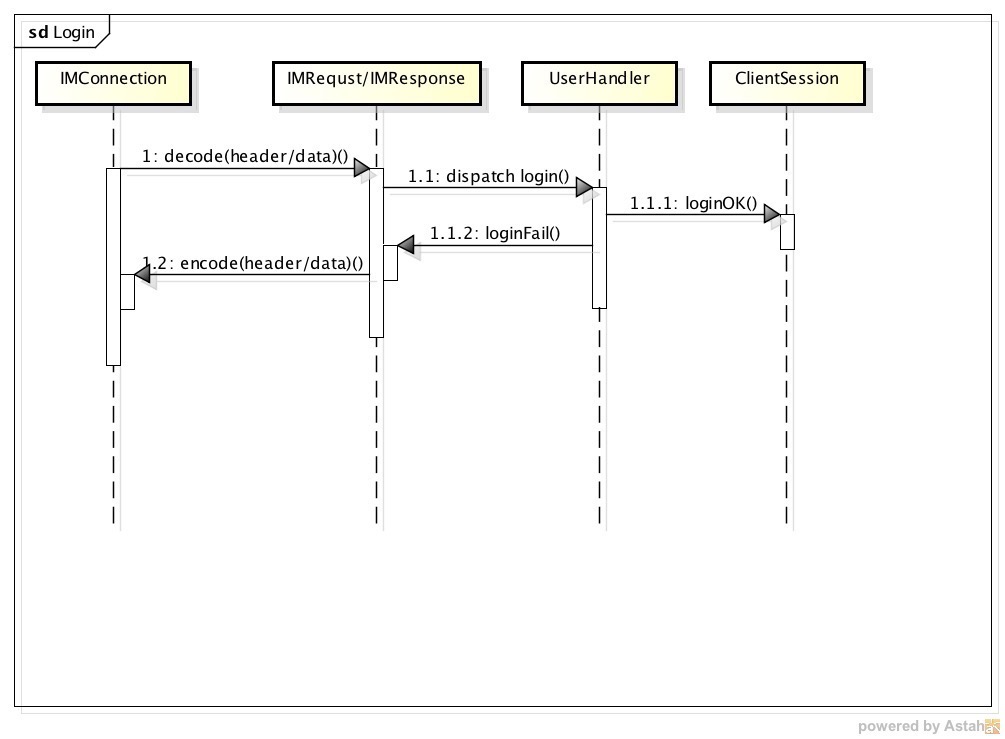 sd Login
IMConnection
IMRequst/IMResponse
UserHandler
ClientSession
1: decode(header/data)()
1.1: dispatch login()
1.1.1: loginOK()
1.1.2: loginFail()
1.2: encode(header/data)()
powered by Astah